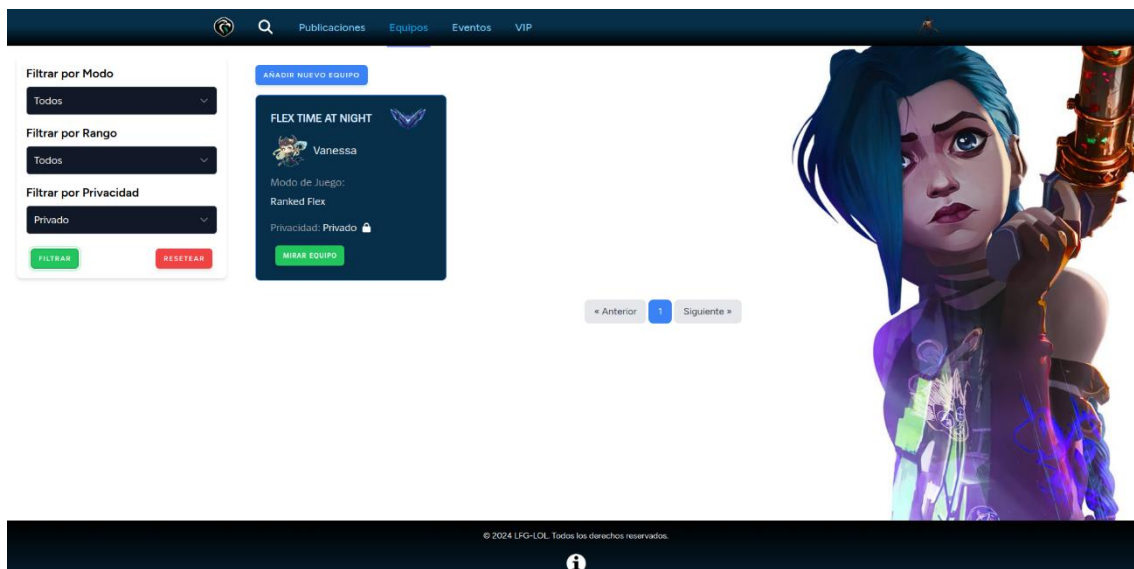 Publicaciones Equipos Eventos VIP
Filtrar por Modo
Todos
Filtrar por Rango
Todos
Filtrar por Privacidad
Privado
FILTRAR RESETEAR
AÑADIR NUEVO EQUIPO
FLEX TIME AT NIGHT
Vanessa
Modo de Juego:
Ranked Flex
Privacidad: Privado
MIRAR EQUIPO
« Anterior 1 Siguiente »
© 2024 LFG-LOL. Todos los derechos reservados.